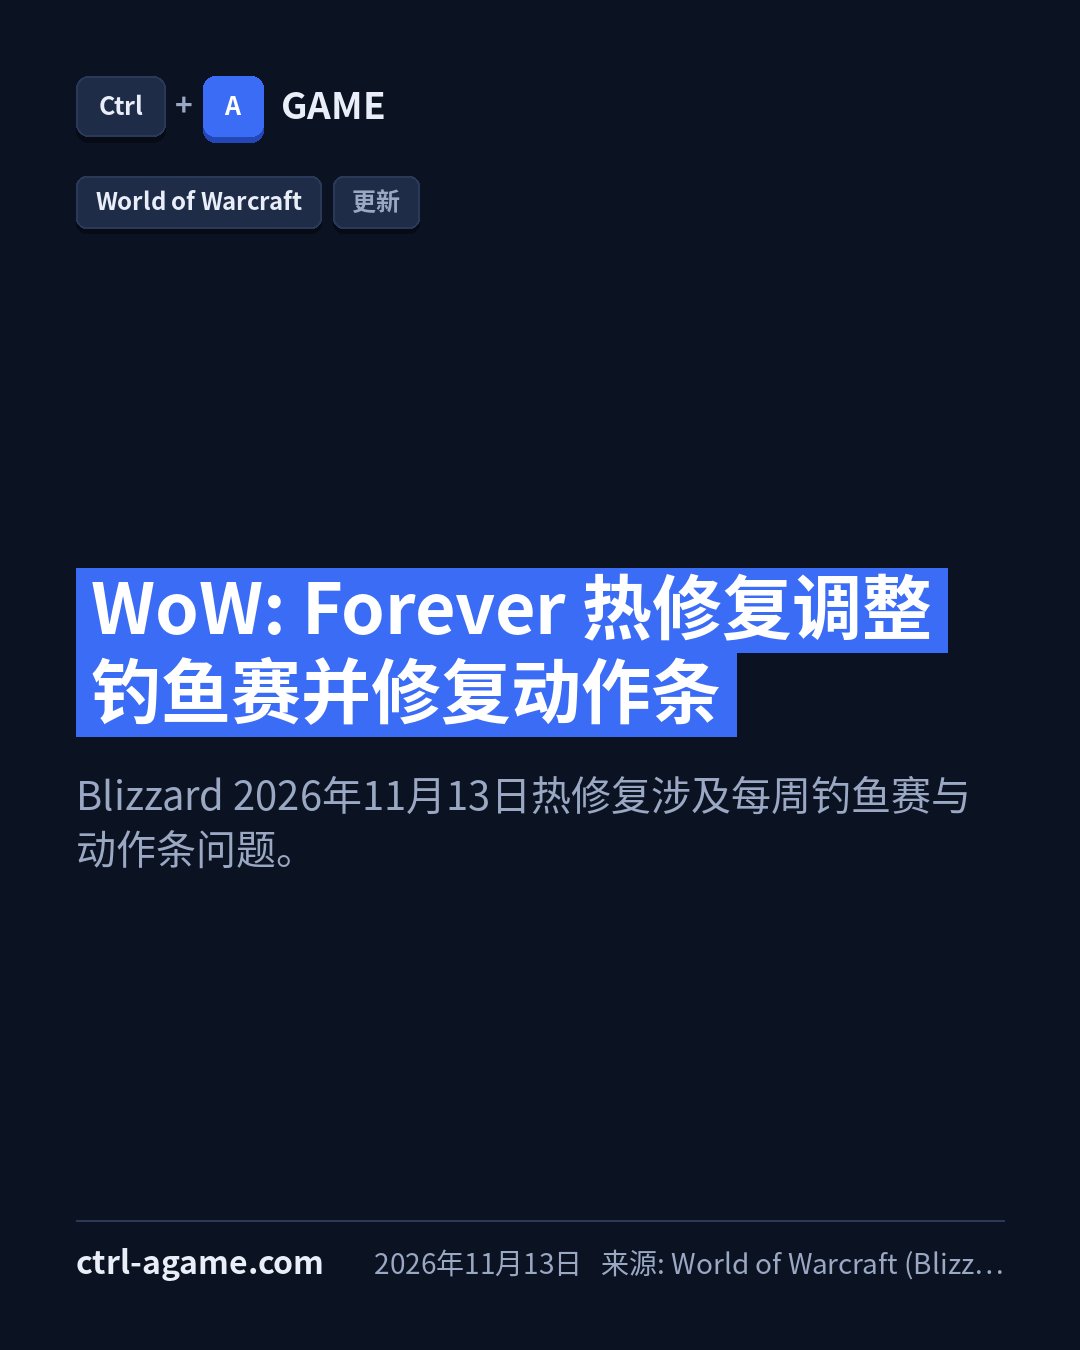 Ctrl + A GAME
World of Warcraft 更新
WoW: Forever 热修复调整
钓鱼赛并修复动作条
Blizzard 2026年11月13日热修复涉及每周钓鱼赛与
动作条问题。
ctrl-agame.com 2026年11月13日 来源: World of Warcraft (Blizz…